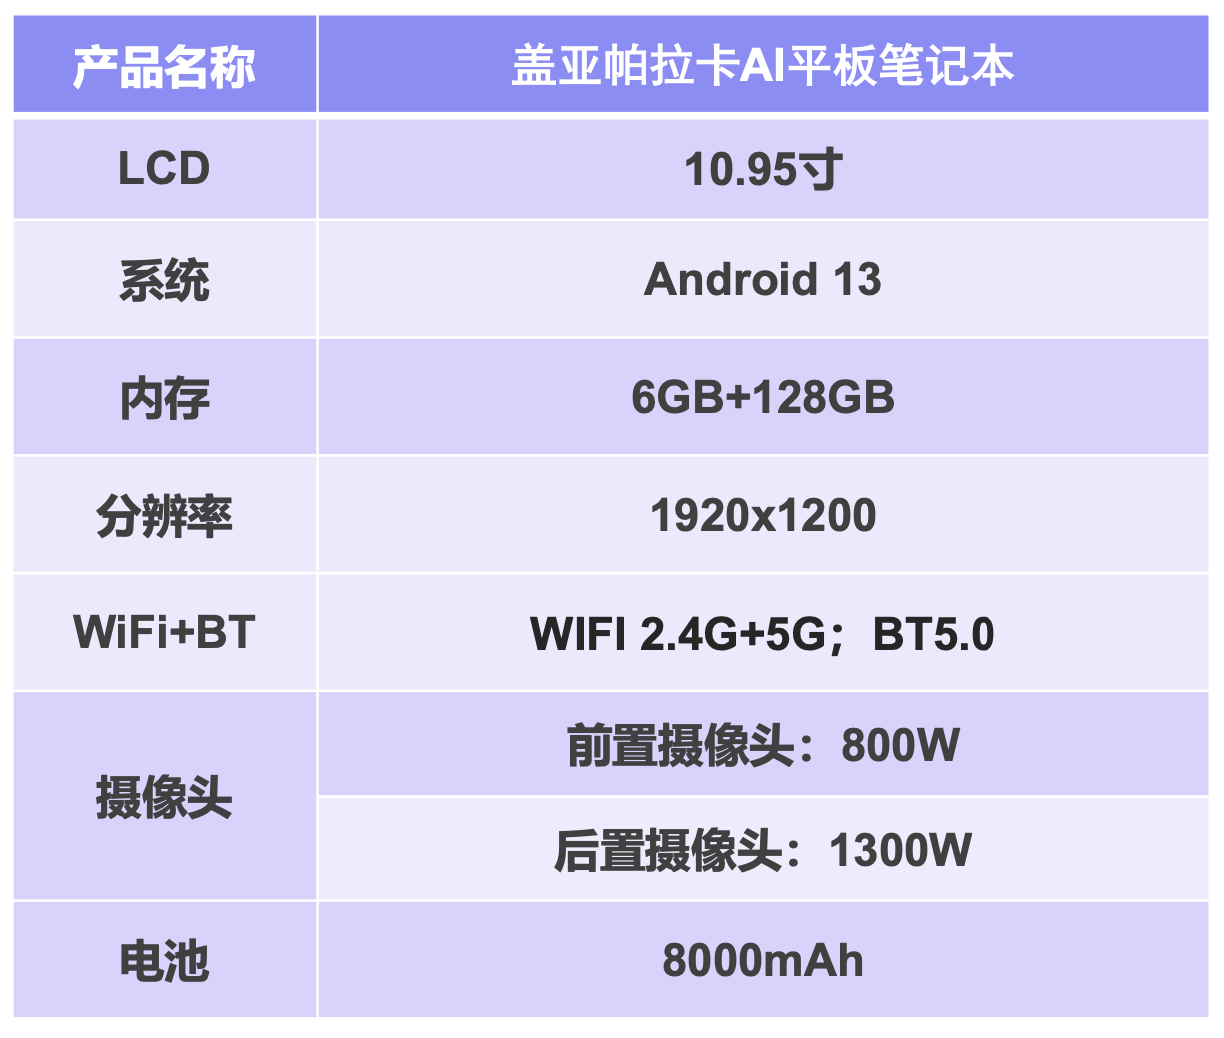 产品名称
盖亚帕拉卡AI平板笔记本
LCD
10.95寸
系统
Android 13
内存
6GB+128GB
分辨率
1920x1200
WiFi+BT
WIFI 2.4G+5G；BT5.0
摄像头
前置摄像头：800W
后置摄像头：1300W
电池
8000mAh